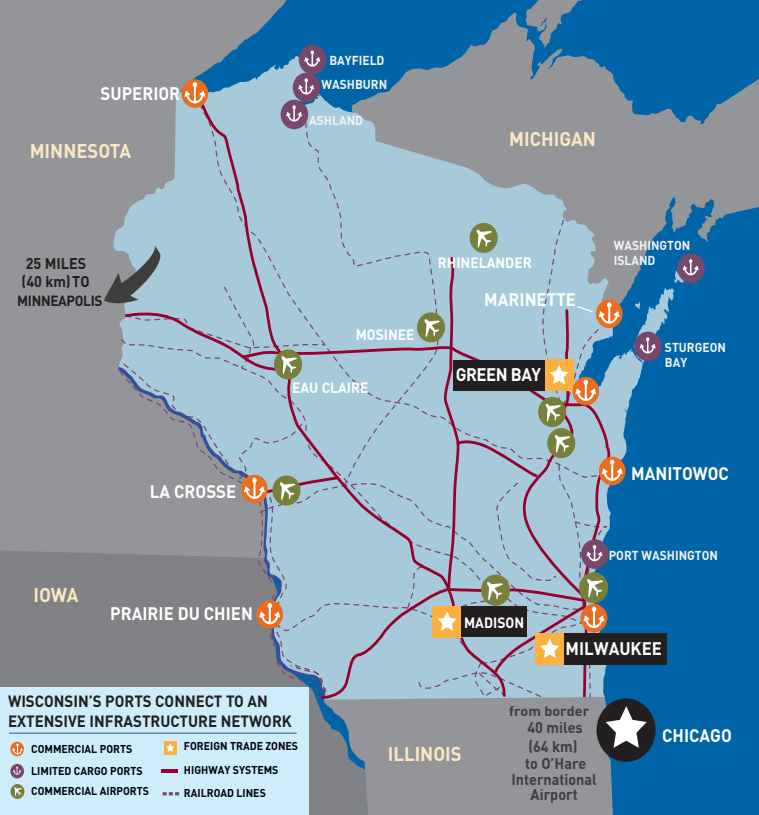 BAYFIELD
WASHBURN
SUPERIOR
ASHLAND
MINNESOTA
MICHIGAN
WASHINGTON
ISLAND
25 MILES
(40 km) TO
MINNEAPOLIS
RHINELANDER
MARINETTE
MOSINEE
STURGEON
BAY
GREEN BAY
EAU CLAIRE
MANITOWOC
LA CROSSE
PORT WASHINGTON
IOWA
PRAIRIE DU CHIEN
MADISON
MILWAUKEE
WISCONSIN'S PORTS CONNECT TO AN
EXTENSIVE INFRASTRUCTURE NETWORK
COMMERCIAL PORTS
LIMITED CARGO PORTS
COMMERCIAL AIRPORTS
FOREIGN TRADE ZONES
HIGHWAY SYSTEMS
RAILROAD LINES
ILLINOIS
from border
40 miles
(64 km)
to O'Hare
International
Airport
CHICAGO